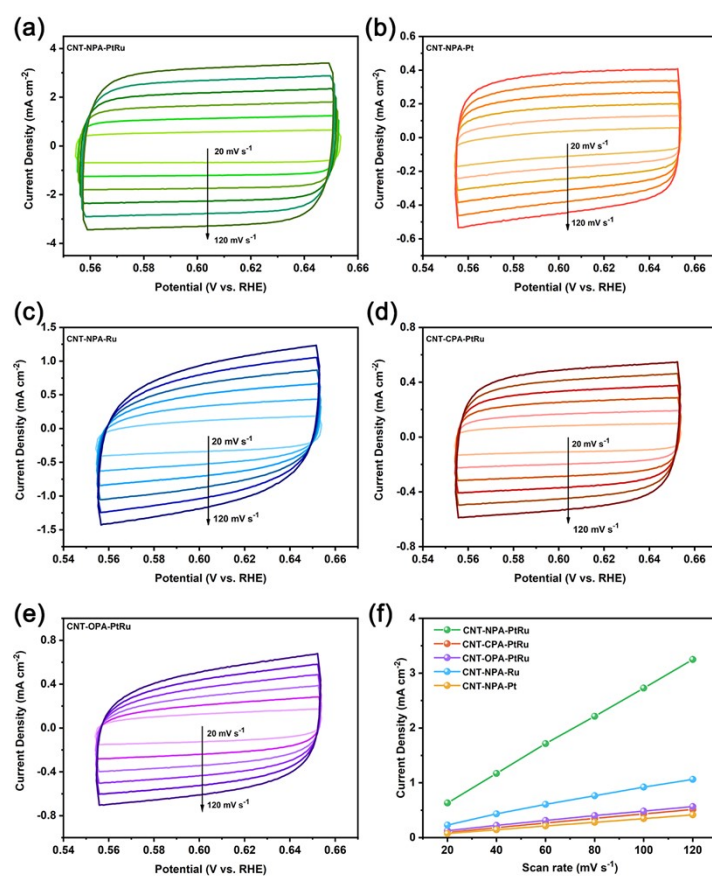 (a)
CNT-NPA-PtRu
Current Density (mA cm⁻²)
4
2
0
-2
-4
20 mV s⁻¹
120 mV s⁻¹
0.56
0.58
0.60
0.62
0.64
0.66
Potential (V vs. RHE)
(b)
CNT-NPA-Pt
Current Density (mA cm⁻²)
0.4
0.2
0.0
-0.2
-0.4
-0.6
20 mV s⁻¹
120 mV s⁻¹
0.54
0.56
0.58
0.60
0.62
0.64
0.66
Potential (V vs. RHE)
(c)
CNT-NPA-Ru
Current Density (mA cm⁻²)
1.5
1.0
0.5
0.0
-0.5
-1.0
-1.5
20 mV s⁻¹
120 mV s⁻¹
0.54
0.56
0.58
0.60
0.62
0.64
0.66
Potential (V vs. RHE)
(d)
CNT-CPA-PtRu
Current Density (mA cm⁻²)
0.8
0.4
0.0
-0.4
-0.8
20 mV s⁻¹
120 mV s⁻¹
0.54
0.56
0.58
0.60
0.62
0.64
0.66
Potential (V vs. RHE)
(e)
CNT-OPA-PtRu
Current Density (mA cm⁻²)
0.8
0.4
0.0
-0.4
-0.8
20 mV s⁻¹
120 mV s⁻¹
0.54
0.56
0.58
0.60
0.62
0.64
0.66
Potential (V vs. RHE)
(f)
CNT-NPA-PtRu
CNT-CPA-PtRu
CNT-OPA-PtRu
CNT-NPA-Ru
CNT-NPA-Pt
Current Density (mA cm⁻²)
4
3
2
1
0
20
40
60
80
100
120
Scan rate (mV s⁻¹)